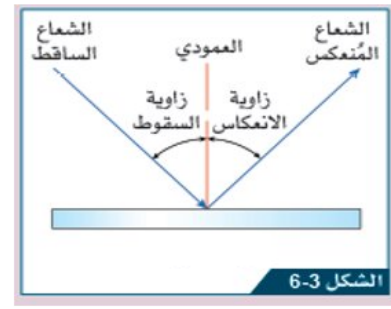 الشعاع
المُنعكس
العمودي
الشعاع
الساقط
زاوية
الانعكاس
زاوية
السقوط
الشكل 3-6